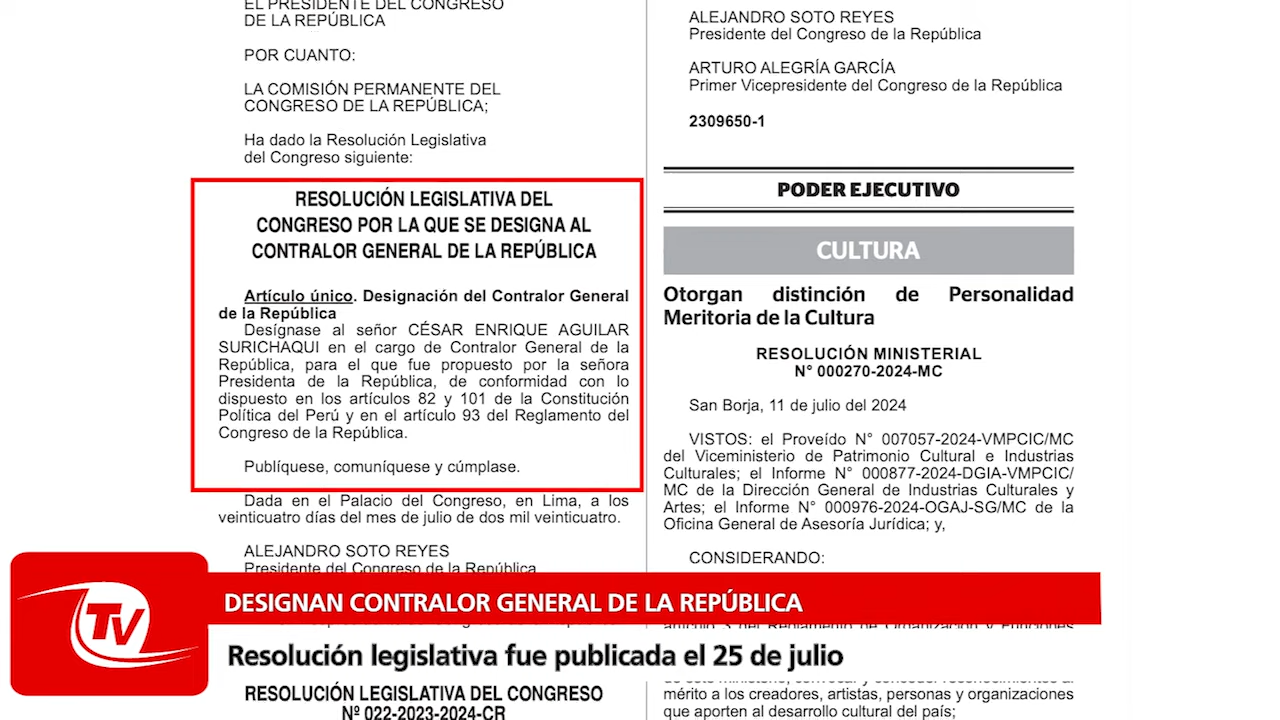 EL PRESIDENTE DEL CONGRESO
DE LA REPÚBLICA
POR CUANTO:
LA COMISIÓN PERMANENTE DEL
CONGRESO DE LA REPÚBLICA;
Ha dado la Resolución Legislativa
del Congreso siguiente:
RESOLUCIÓN LEGISLATIVA DEL
CONGRESO POR LA QUE SE DESIGNA AL
CONTRALOR GENERAL DE LA REPÚBLICA
Artículo único. Designación del Contralor General
de la República
Desígnase al señor CÉSAR ENRIQUE AGUILAR
SURICHAQUI en el cargo de Contralor General de la
República, para el que fue propuesto por la señora
Presidenta de la República, de conformidad con lo
dispuesto en los artículos 82 y 101 de la Constitución
Política del Perú y en el artículo 93 del Reglamento del
Congreso de la República.
Publíquese, comuníquese y cúmplase.
Dada en el Palacio del Congreso, en Lima, a los
veinticuatro días del mes de julio de dos mil veinticuatro.
ALEJANDRO SOTO REYES
Presidente del Congreso de la República
RESOLUCIÓN LEGISLATIVA DEL CONGRESO
Nº 022-2023-2024-CR
ALEJANDRO SOTO REYES
Presidente del Congreso de la República
ARTURO ALEGRÍA GARCÍA
Primer Vicepresidente del Congreso de la República
2309650-1
PODER EJECUTIVO
CULTURA
Otorgan distinción de Personalidad
Meritoria de la Cultura
RESOLUCIÓN MINISTERIAL
N° 000270-2024-MC
San Borja, 11 de julio del 2024
VISTOS: el Proveído N° 007057-2024-VMPCIC/MC
del Viceministerio de Patrimonio Cultural e Industrias
Culturales; el Informe N° 000877-2024-DGIA-VMPCIC/
MC de la Dirección General de Industrias Culturales y
Artes; el Informe N° 000976-2024-OGAJ-SG/MC de la
Oficina General de Asesoría Jurídica; y,
CONSIDERANDO:
mérito a los creadores, artistas, personas y organizaciones
que aporten al desarrollo cultural del país;
TV
DESIGNAN CONTRALOR GENERAL DE LA REPÚBLICA
Resolución legislativa fue publicada el 25 de julio